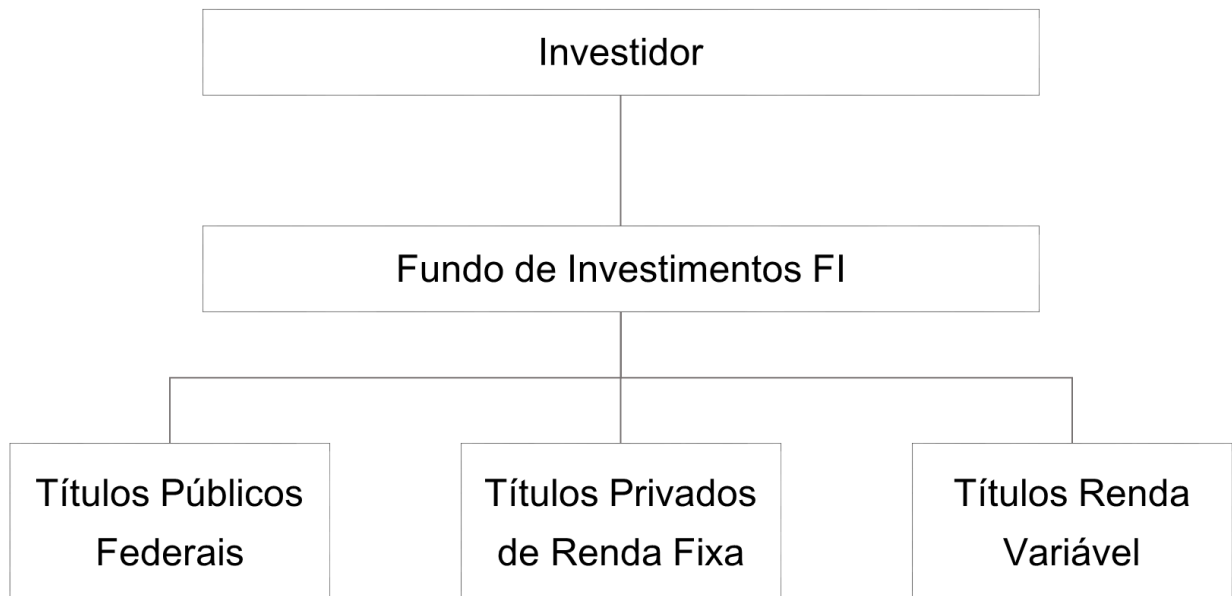 Investidor
Fundo de Investimentos FI
Títulos Públicos
Federais
Títulos Privados
de Renda Fixa
Títulos Renda
Variável